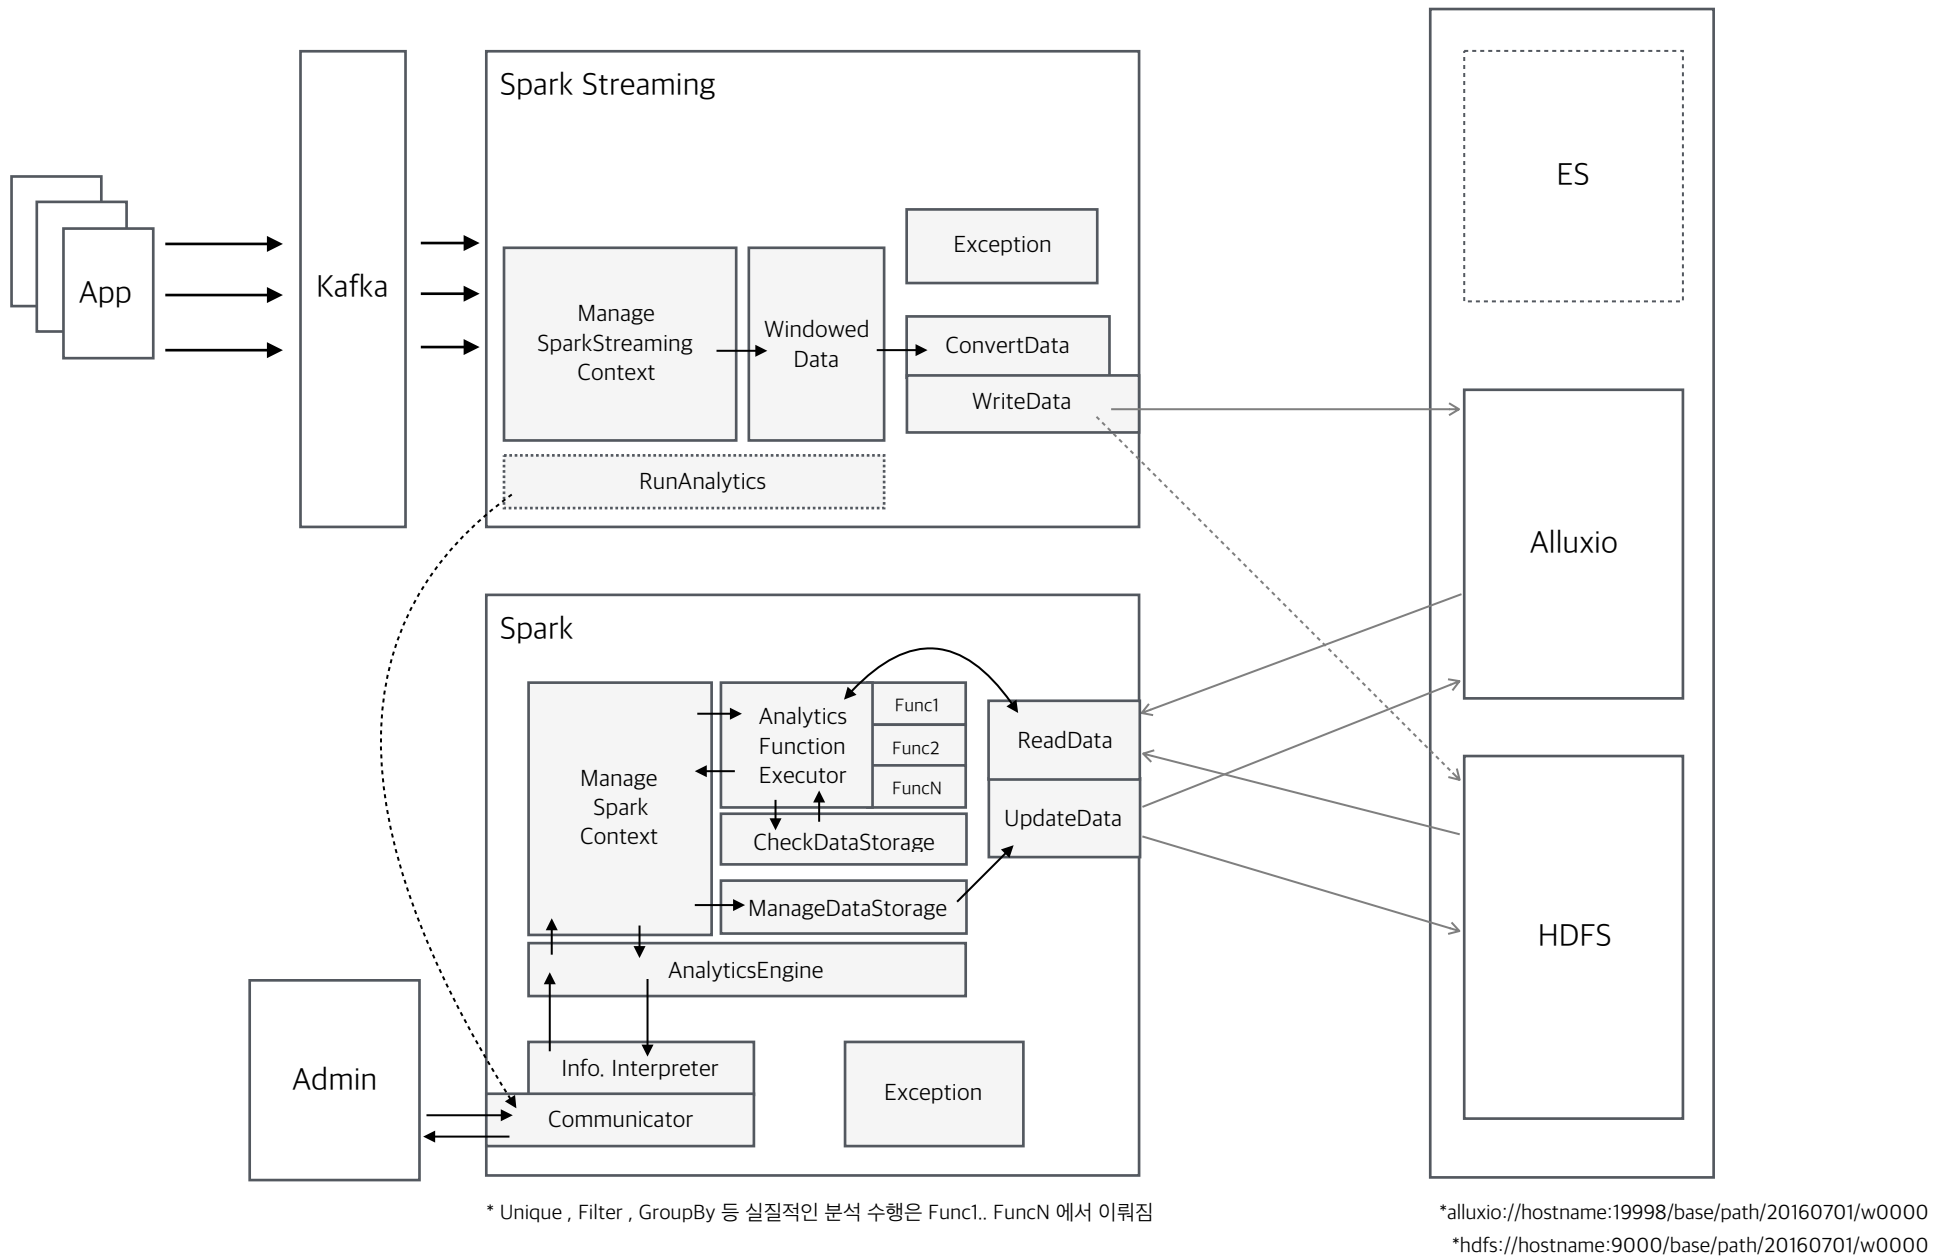 Spark Streaming
ES
App
Kafka
Exception
Manage
SparkStreaming
Context
Windowed
Data
ConvertData
WriteData
RunAnalytics
Alluxio
Spark
Analytics
Function
Executor
Func1
Func2
FuncN
ReadData
UpdateData
Manage
Spark
Context
CheckDataStorage
ManageDataStorage
HDFS
AnalyticsEngine
Admin
Info. Interpreter
Communicator
Exception
* Unique , Filter , GroupBy 등 실질적인 분석 수행은 Func1.. FuncN 에서 이뤄짐
*alluxio://hostname:19998/base/path/20160701/w0000
*hdfs://hostname:9000/base/path/20160701/w0000